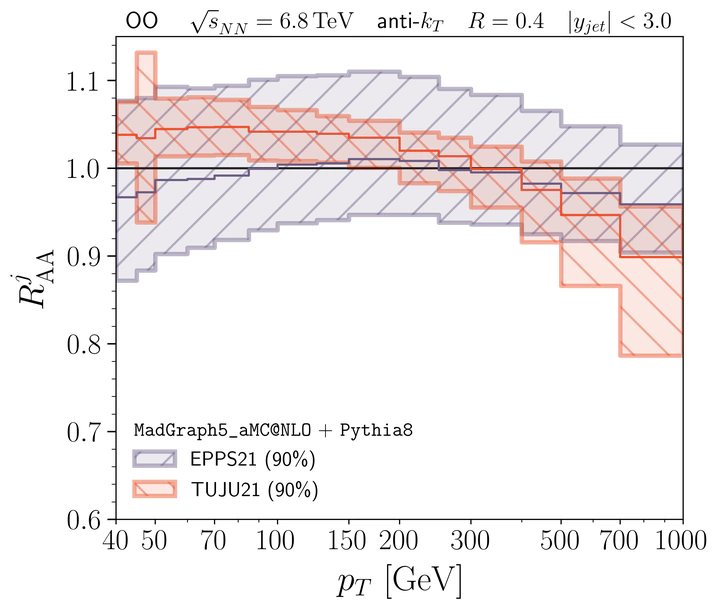 OO √s_NN = 6.8 TeV anti-k_T R = 0.4 |y_jet| < 3.0
1.1
1.0
0.9
0.8
0.7
0.6
R^j_AA
MadGraph5_aMC@NLO + Pythia8
EPPS21 (90%)
TUJU21 (90%)
40 50 70 100 150 200 300 500 700 1000
p_T [GeV]